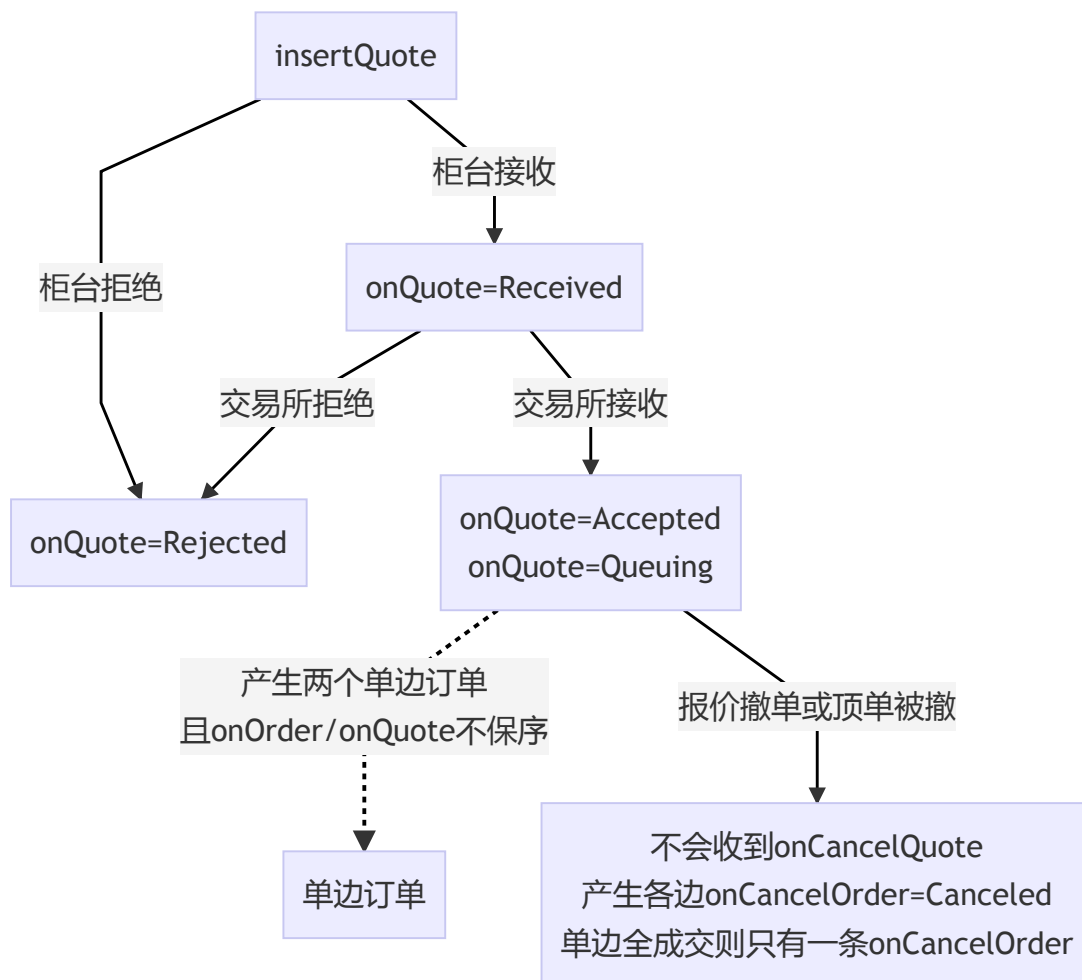 insertQuote
柜台接收
柜台拒绝
onQuote=Received
交易所拒绝
交易所接收
onQuote=Rejected
onQuote=Accepted
onQuote=Queuing
产生两个单边订单
且onOrder/onQuote不保序
报价撤单或顶单被撤
单边订单
不会收到onCancelQuote
产生各边onCancelOrder=Canceled
单边全成交则只有一条onCancelOrder